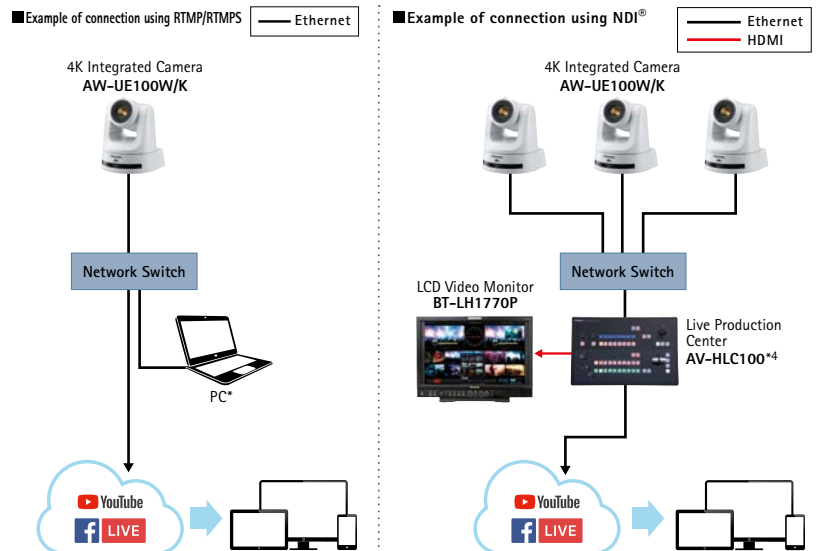 ■Example of connection using RTMP/RTMPS
Ethernet
4K Integrated Camera
AW-UE100W/K
Network Switch
PC*
YouTube
f LIVE
■Example of connection using NDI®
Ethernet
HDMI
4K Integrated Camera
AW-UE100W/K
Network Switch
LCD Video Monitor
BT-LH1770P
Live Production
Center
AV-HLC100*4
YouTube
f LIVE